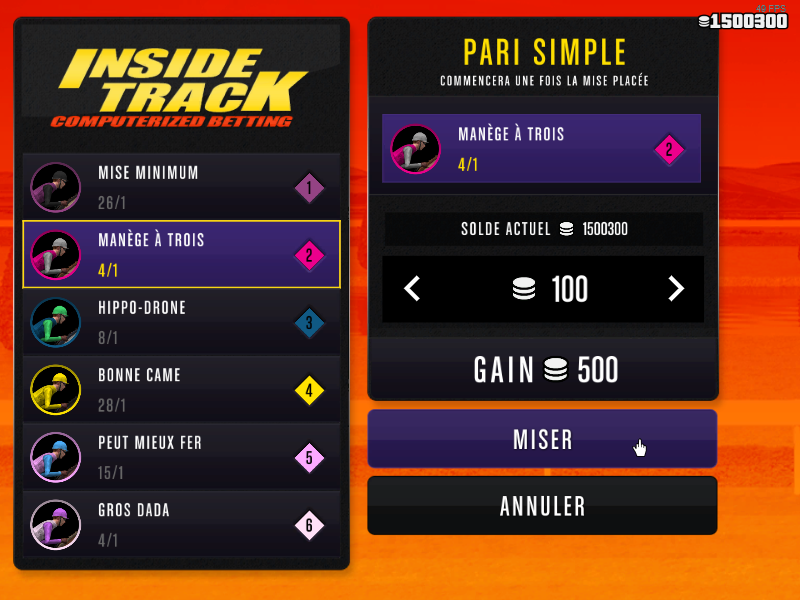 49 FPS
1500300
INSIDE
TRACK
COMPUTERIZED BETTING
MISE MINIMUM
26/1
1
MANÈGE À TROIS
4/1
2
HIPPO-DRONE
8/1
3
BONNE CAME
28/1
4
PEUT MIEUX FER
15/1
5
GROS DADA
4/1
6
PARI SIMPLE
COMMENCERA UNE FOIS LA MISE PLACÉE
MANÈGE À TROIS
4/1
2
SOLDE ACTUEL 1500300
100
GAIN 500
MISER
ANNULER